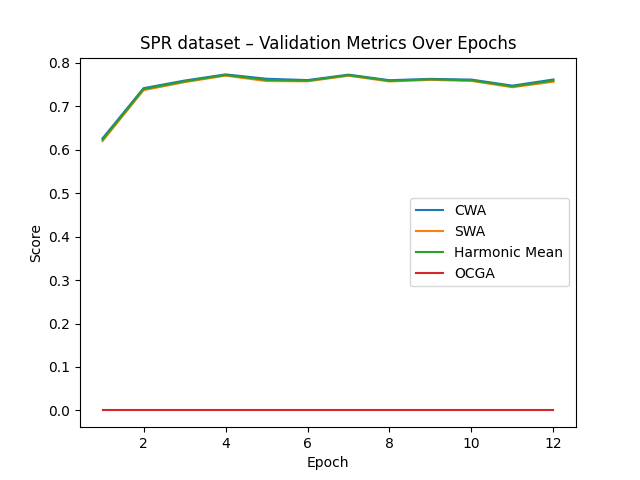 SPR dataset – Validation Metrics Over Epochs
Score
0.8
0.7
0.6
0.5
0.4
0.3
0.2
0.1
0.0
CWA
SWA
Harmonic Mean
OCGA
2 4 6 8 10 12
Epoch